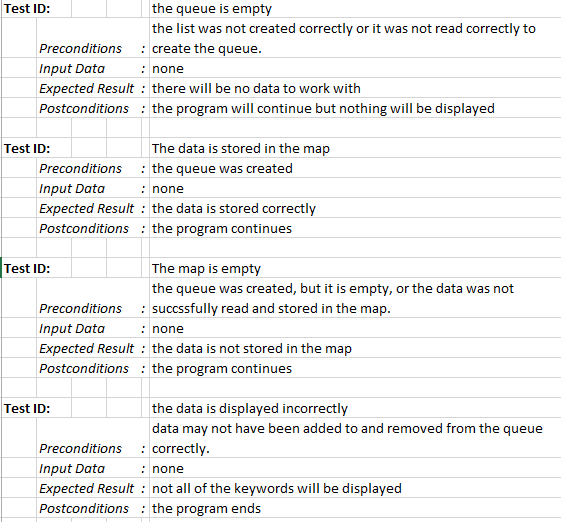 Test ID: the queue is empty
the list was not created correctly or it was not read correctly to
Preconditions : create the queue.
Input Data : none
Expected Result : there will be no data to work with
Postconditions : the program will continue but nothing will be displayed
Test ID: The data is stored in the map
Preconditions : the queue was created
Input Data : none
Expected Result : the data is stored correctly
Postconditions : the program continues
Test ID: The map is empty
the queue was created, but it is empty, or the data was not
Preconditions : succssfully read and stored in the map.
Input Data : none
Expected Result : the data is not stored in the map
Postconditions : the program continues
Test ID: the data is displayed incorrectly
data may not have been added to and removed from the queue
Preconditions : correctly.
Input Data : none
Expected Result : not all of the keywords will be displayed
Postconditions : the program ends